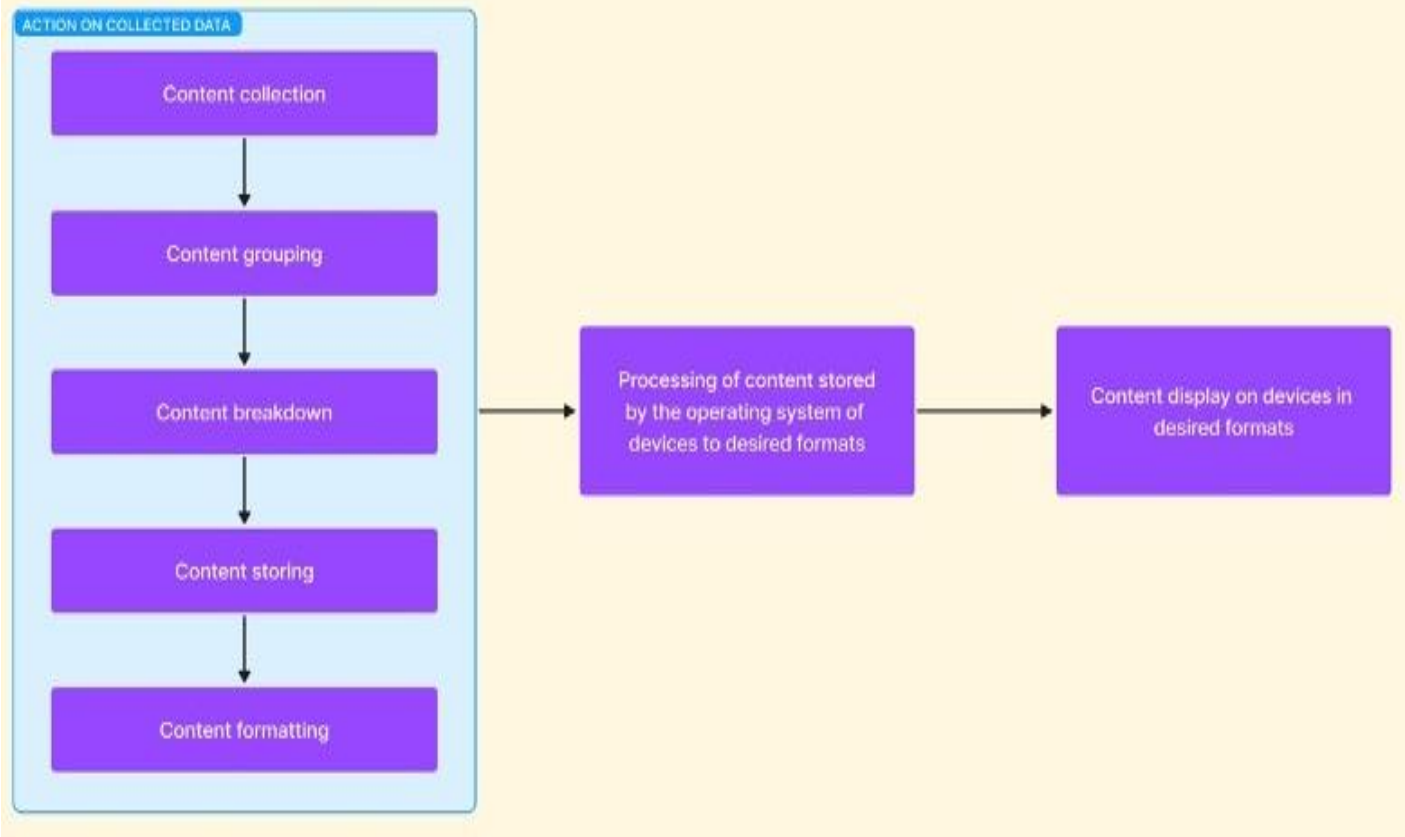 ACTION ON COLLECTED DATA
Content collection
Content grouping
Content breakdown
Content storing
Content formatting
Processing of content stored
by the operating system of
devices to desired formats
Content display on devices in
desired formats